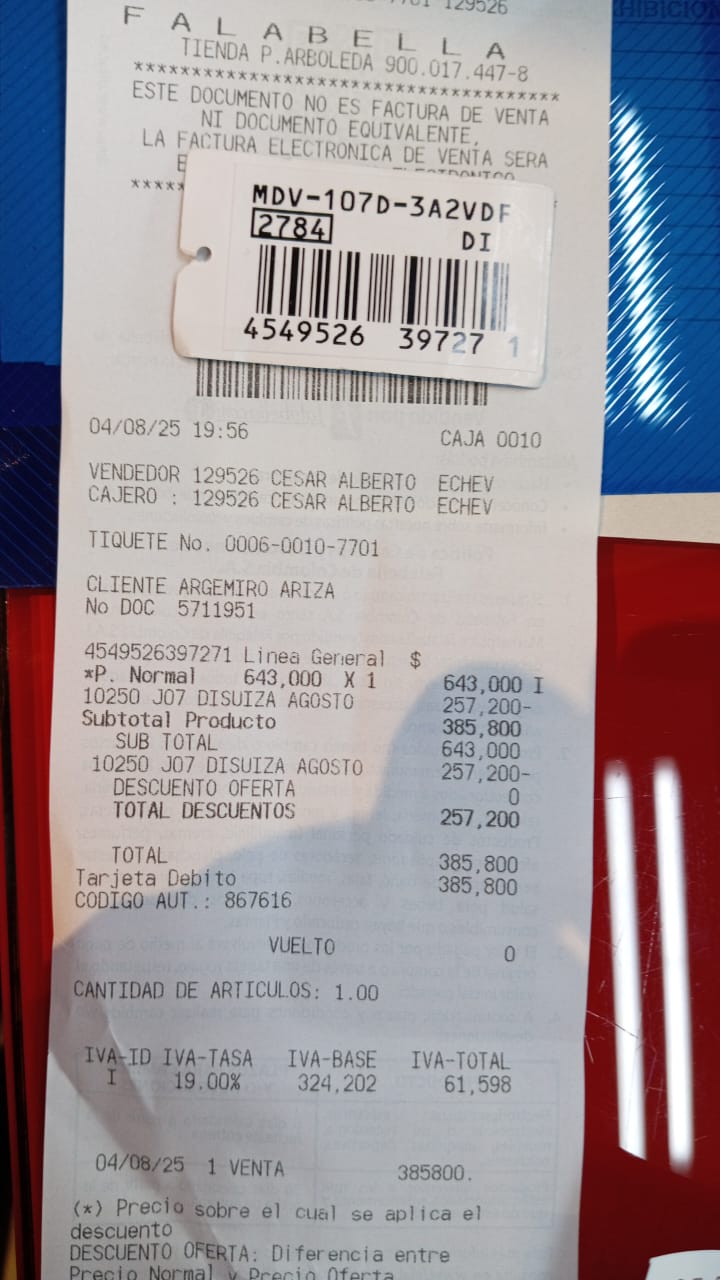 129526
F A L A B E L L A
TIENDA P.ARBOLEDA 900.017.447-8
****************************************
ESTE DOCUMENTO NO ES FACTURA DE VENTA
NI DOCUMENTO EQUIVALENTE,
LA FACTURA ELECTRONICA DE VENTA SERA
MDV-107D-3A2VDF
2784 DI
4549526 39727 1
04/08/25 19:56 CAJA 0010
VENDEDOR 129526 CESAR ALBERTO ECHEV
CAJERO : 129526 CESAR ALBERTO ECHEV
TIQUETE No. 0006-0010-7701
CLIENTE ARGEMIRO ARIZA
No DOC 5711951
4549526397271 Linea General $
*P. Normal 643,000 X 1 643,000 I
10250 J07 DISUIZA AGOSTO 257,200-
Subtotal Producto 385,800
SUB TOTAL 643,000
10250 J07 DISUIZA AGOSTO 257,200-
DESCUENTO OFERTA 0
TOTAL DESCUENTOS 257,200
TOTAL 385,800
Tarjeta Debito 385,800
CODIGO AUT.: 867616
VUELTO 0
CANTIDAD DE ARTICULOS: 1.00
IVA-ID IVA-TASA IVA-BASE IVA-TOTAL
I 19.00% 324,202 61,598
04/08/25 1 VENTA 385800.
(*) Precio sobre el cual se aplica el
descuento
DESCUENTO OFERTA: Diferencia entre
Precio Normal y Precio Oferta